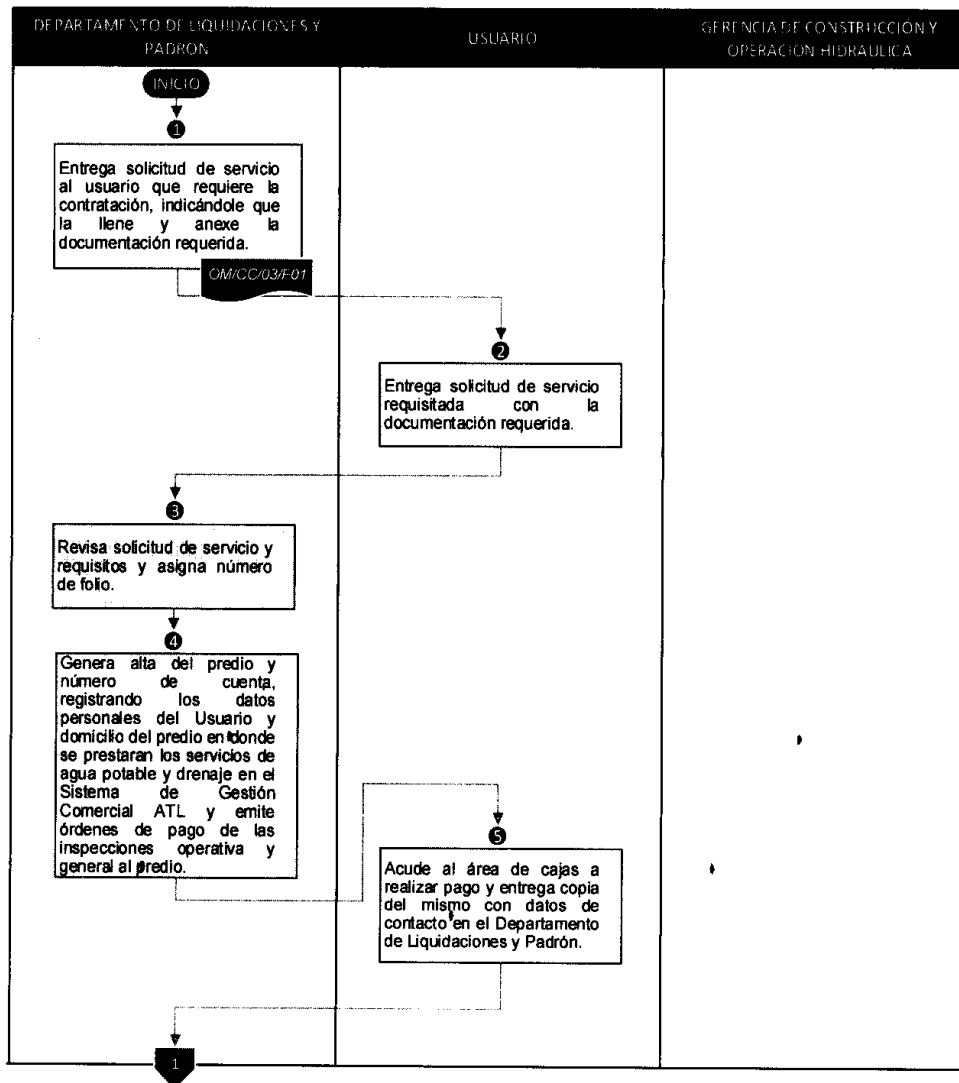 DEPARTAMENTO DE LIQUIDACIONES Y
PADRON
USUARIO
GERENCIA DE CONSTRUCCIÓN Y
OPERACION HIDRAULICA
INICIO
1
Entrega solicitud de servicio
al usuario que requiere la
contratación, indicándole que
la llene y anexe la
documentación requerida.
OM/CC/03/F01
2
Entrega solicitud de servicio
requisitada con la
documentación requerida.
3
Revisa solicitud de servicio y
requisitos y asigna número
de folio.
4
Genera alta del predio y
número de cuenta,
registrando los datos
personales del Usuario y
domicilio del predio en donde
se prestaran los servicios de
agua potable y drenaje en el
Sistema de Gestión
Comercial ATL y emite
órdenes de pago de las
inspecciones operativa y
general al predio.
5
Acude al área de cajas a
realizar pago y entrega copia
del mismo con datos de
contacto en el Departamento
de Liquidaciones y Padrón.
1